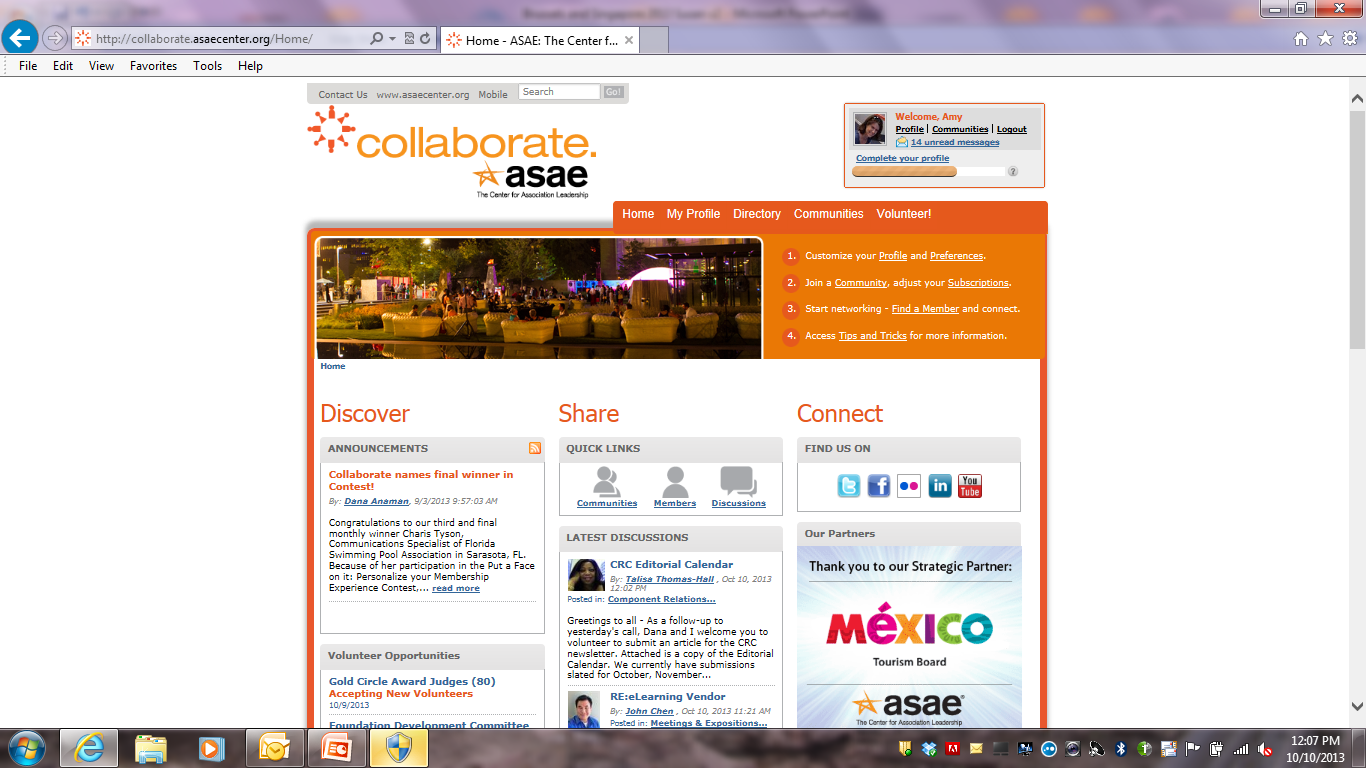 http://collaborate.asaecenter.org/Home/
Home - ASAE: The Center f...
File Edit View Favorites Tools Help
Contact Us www.asaecenter.org Mobile Search Go!
collaborate.
asae
The Center for Association Leadership
Welcome, Amy
Profile | Communities | Logout
14 unread messages
Complete your profile
?
Home My Profile Directory Communities Volunteer!
1. Customize your Profile and Preferences.
2. Join a Community, adjust your Subscriptions.
3. Start networking - Find a Member and connect.
4. Access Tips and Tricks for more information.
Home
Discover
ANNOUNCEMENTS
Collaborate names final winner in
Contest!
By: Dana Anaman, 9/3/2013 9:57:03 AM
Congratulations to our third and final
monthly winner Charis Tyson,
Communications Specialist of Florida
Swimming Pool Association in Sarasota, FL.
Because of her participation in the Put a Face
on it: Personalize your Membership
Experience Contest,... read more
Volunteer Opportunities
Gold Circle Award Judges (80)
Accepting New Volunteers
10/9/2013
Foundation Development Committee
Share
QUICK LINKS
Communities Members Discussions
LATEST DISCUSSIONS
CRC Editorial Calendar
By: Talisa Thomas-Hall , Oct 10, 2013
12:02 PM
Posted in: Component Relations...
Greetings to all - As a follow-up to
yesterday's call, Dana and I welcome you to
volunteer to submit an article for the CRC
newsletter. Attached is a copy of the Editorial
Calendar. We currently have submissions
slated for October, November...
RE:eLearning Vendor
By: John Chen , Oct 10, 2013 11:21 AM
Posted in: Meetings & Expositions...
Connect
FIND US ON
You
Tube
Our Partners
Thank you to our Strategic Partner:
MÉXICO
Tourism Board
asae®
The Center for Association Leadership
12:07 PM
10/10/2013